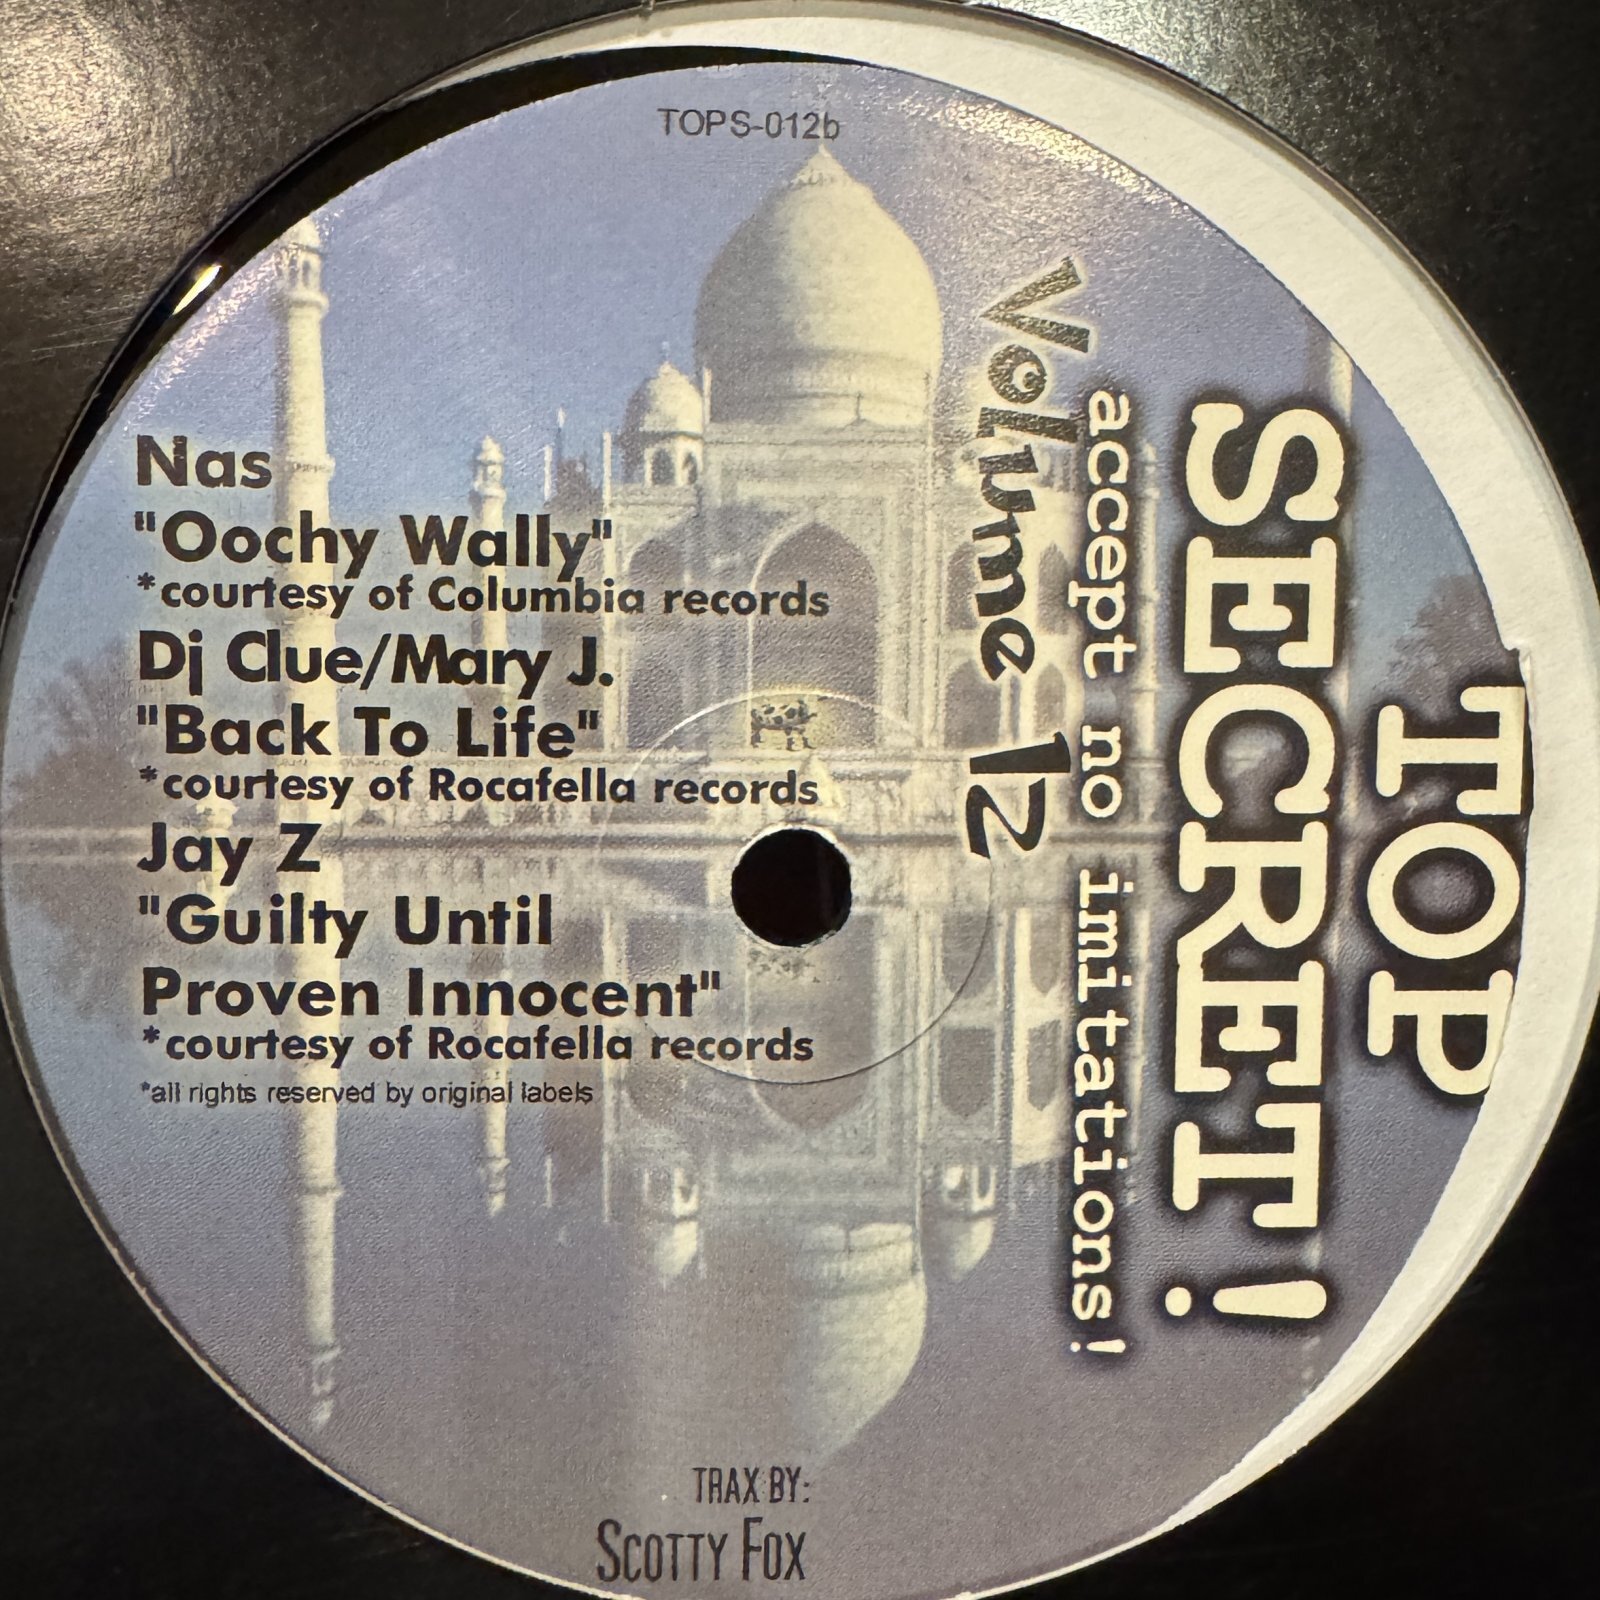 TOPS-012b
Nas
"Oochy Wally"
*courtesy of Columbia records
Dj Clue/Mary J.
"Back To Life"
*courtesy of Rocafella records
Jay Z
"Guilty Until
Proven Innocent"
*courtesy of Rocafella records
*all rights reserved by original labels
TOP
SECRET!
accept no imitations!
Volume 12
TRAX BY:
SCOTTY FOX